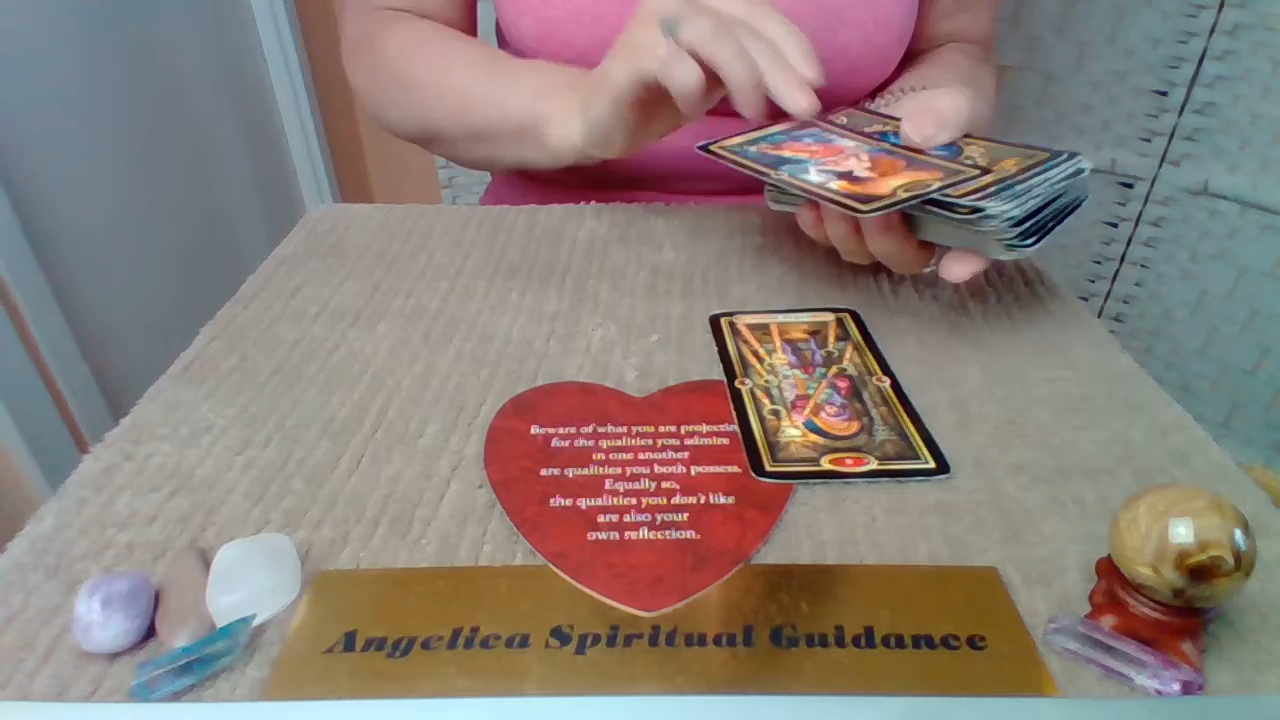 Beware of what you are projectin
for the qualities you admire
in one another
are qualities you both possess.
Equally so,
the qualities you don't like
are also your
own reflection.
Angelica Spiritual Guidance